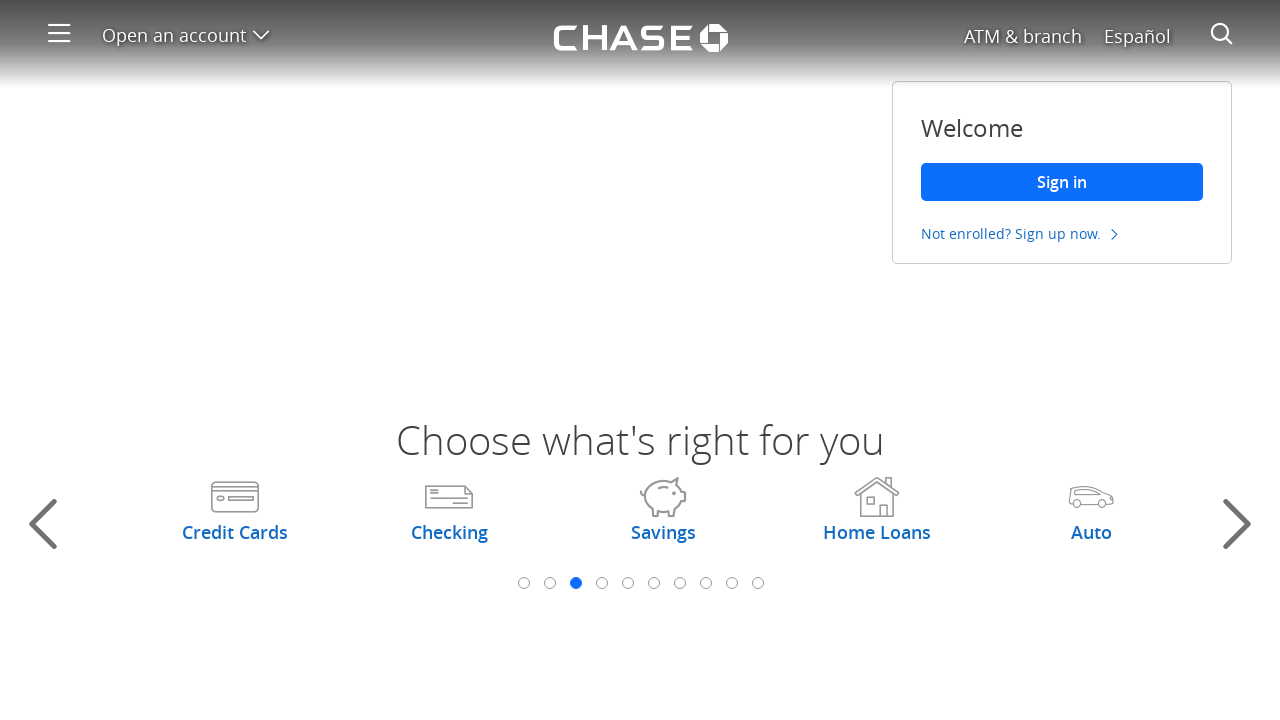 Open an account
CHASE
ATM & branch
Español
Welcome
Sign in
Not enrolled? Sign up now.
Choose what's right for you
Credit Cards
Checking
Savings
Home Loans
Auto